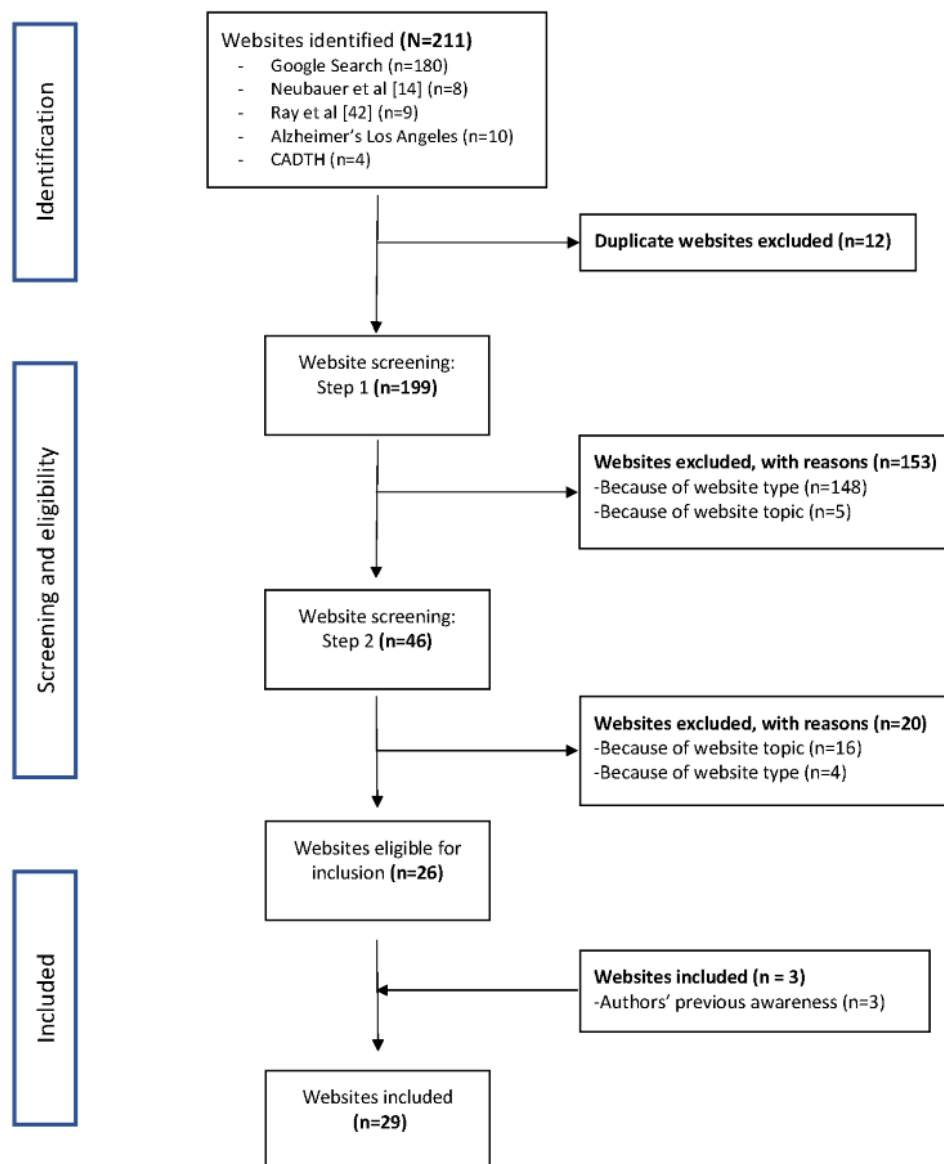 Identification
Websites identified (N=211)
- Google Search (n=180)
- Neubauer et al [14] (n=8)
- Ray et al [42] (n=9)
- Alzheimer's Los Angeles (n=10)
- CADTH (n=4)
Duplicate websites excluded (n=12)
Screening and eligibility
Website screening:
Step 1 (n=199)
Websites excluded, with reasons (n=153)
-Because of website type (n=148)
-Because of website topic (n=5)
Website screening:
Step 2 (n=46)
Websites excluded, with reasons (n=20)
-Because of website topic (n=16)
-Because of website type (n=4)
Websites eligible for
inclusion (n=26)
Included
Websites included (n = 3)
-Authors' previous awareness (n=3)
Websites included
(n=29)